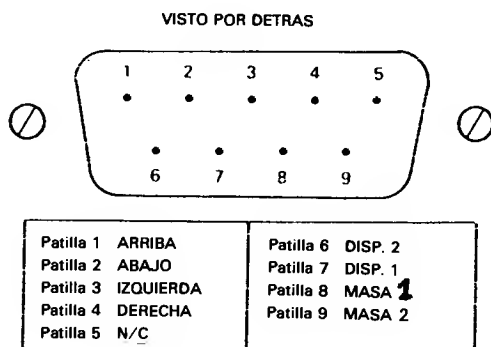 VISTO POR DETRAS
1 2 3 4 5
6 7 8 9
Patilla 1 ARRIBA
Patilla 2 ABAJO
Patilla 3 IZQUIERDA
Patilla 4 DERECHA
Patilla 5 N/C
Patilla 6 DISP. 2
Patilla 7 DISP. 1
Patilla 8 MASA 1
Patilla 9 MASA 2